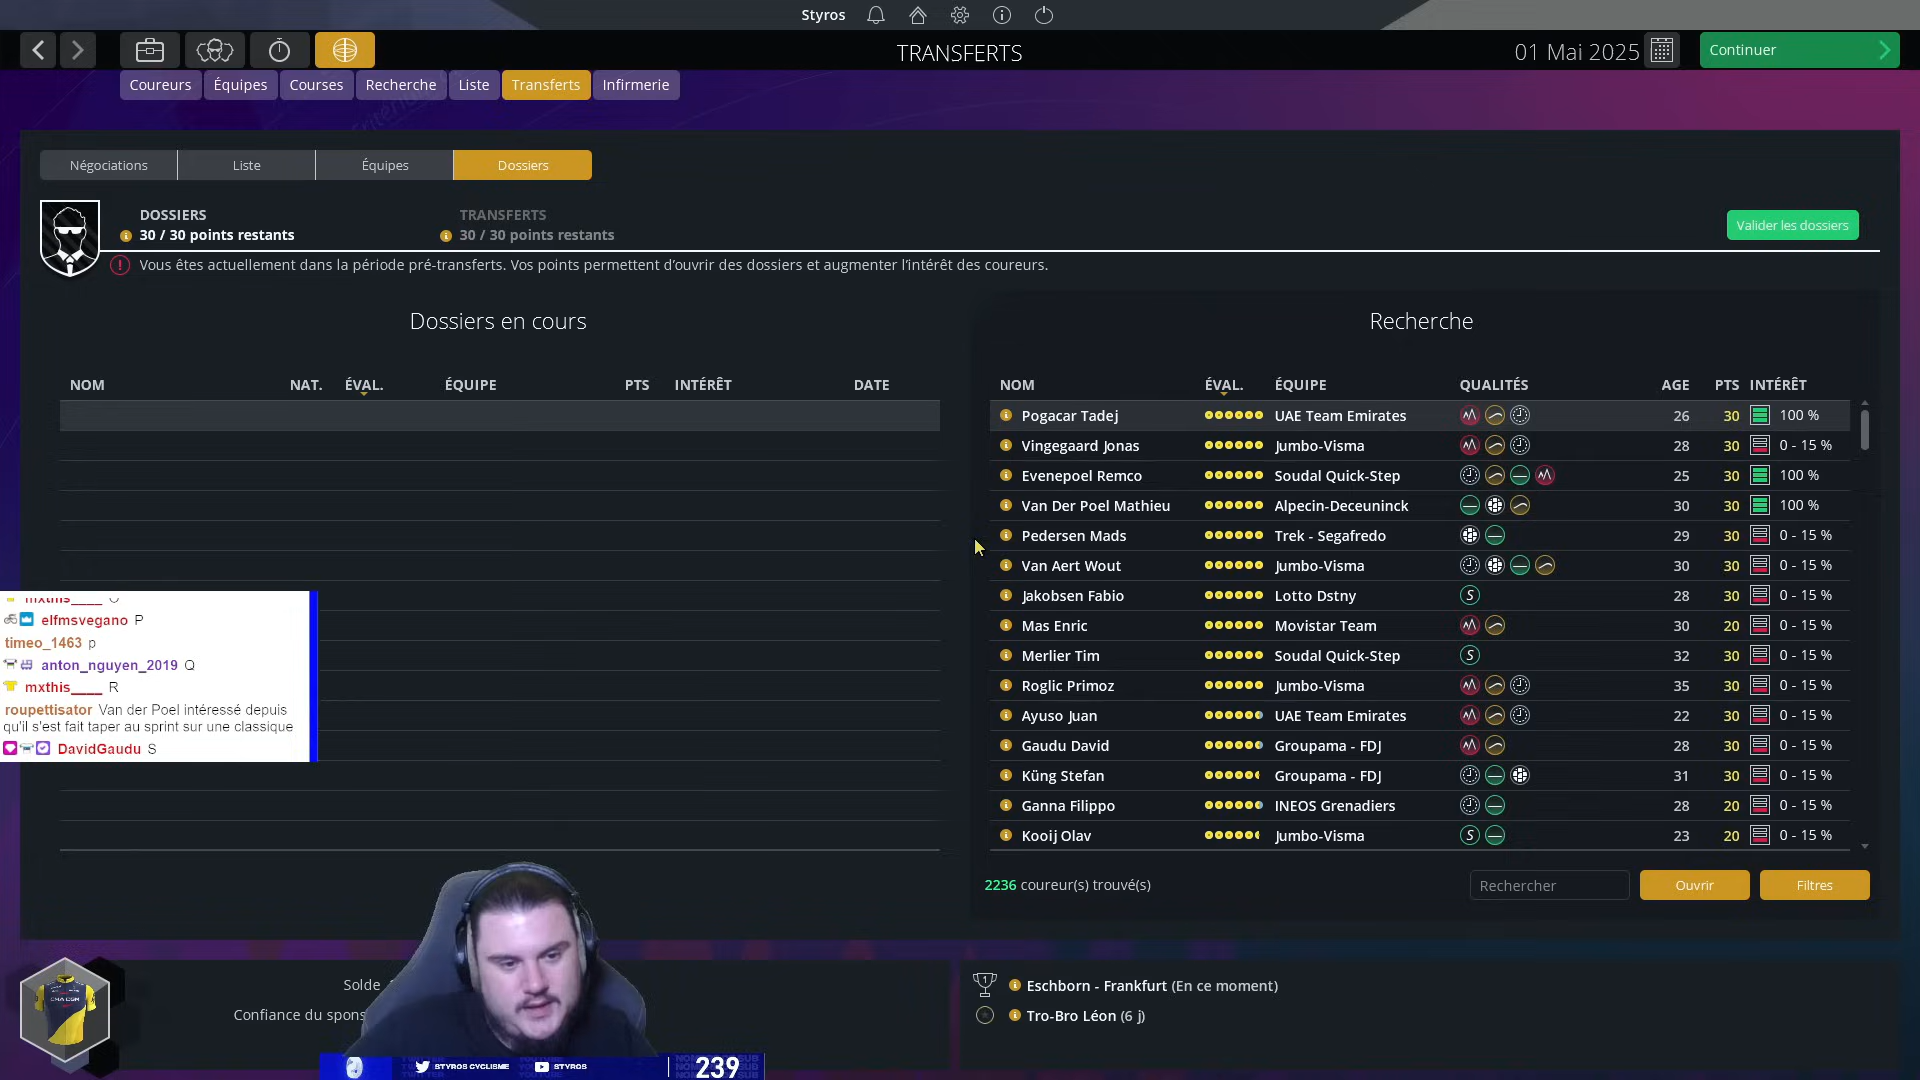 Styros
TRANSFERTS
01 Mai 2025
Continuer
Coureurs Équipes Courses Recherche Liste Transferts Infirmerie
Négociations Liste Équipes Dossiers
DOSSIERS
30 / 30 points restants
TRANSFERTS
30 / 30 points restants
Valider les dossiers
Vous êtes actuellement dans la période pré-transferts. Vos points permettent d'ouvrir des dossiers et augmenter l'intérêt des coureurs.
Dossiers en cours
NOM NAT. ÉVAL. ÉQUIPE PTS INTÉRÊT DATE
Recherche
NOM ÉVAL. ÉQUIPE QUALITÉS AGE PTS INTÉRÊT
Pogacar Tadej UAE Team Emirates 26 30 100 %
Vingegaard Jonas Jumbo-Visma 28 30 0 - 15 %
Evenepoel Remco Soudal Quick-Step 25 30 100 %
Van Der Poel Mathieu Alpecin-Deceuninck 30 30 100 %
Pedersen Mads Trek - Segafredo 29 30 0 - 15 %
Van Aert Wout Jumbo-Visma 30 30 0 - 15 %
Jakobsen Fabio Lotto Dstny S 28 30 0 - 15 %
Mas Enric Movistar Team 30 20 0 - 15 %
Merlier Tim Soudal Quick-Step S 32 30 0 - 15 %
Roglic Primoz Jumbo-Visma 35 30 0 - 15 %
Ayuso Juan UAE Team Emirates 22 30 0 - 15 %
Gaudu David Groupama - FDJ 28 30 0 - 15 %
Küng Stefan Groupama - FDJ 31 30 0 - 15 %
Ganna Filippo INEOS Grenadiers 28 20 0 - 15 %
Kooij Olav Jumbo-Visma S 23 20 0 - 15 %
2236 coureur(s) trouvé(s)
Rechercher
Ouvrir
Filtres
mxthis____
elfmsvegano P
timeo_1463 p
anton_nguyen_2019 Q
mxthis____ R
roupettisator Van der Poel intéressé depuis
qu'il s'est fait taper au sprint sur une classique
DavidGaudu S
Solde
Confiance du spons
CMA CGM
Eschborn - Frankfurt (En ce moment)
Tro-Bro Léon (6 j)
STYROS CYCLISME
STYROS
239